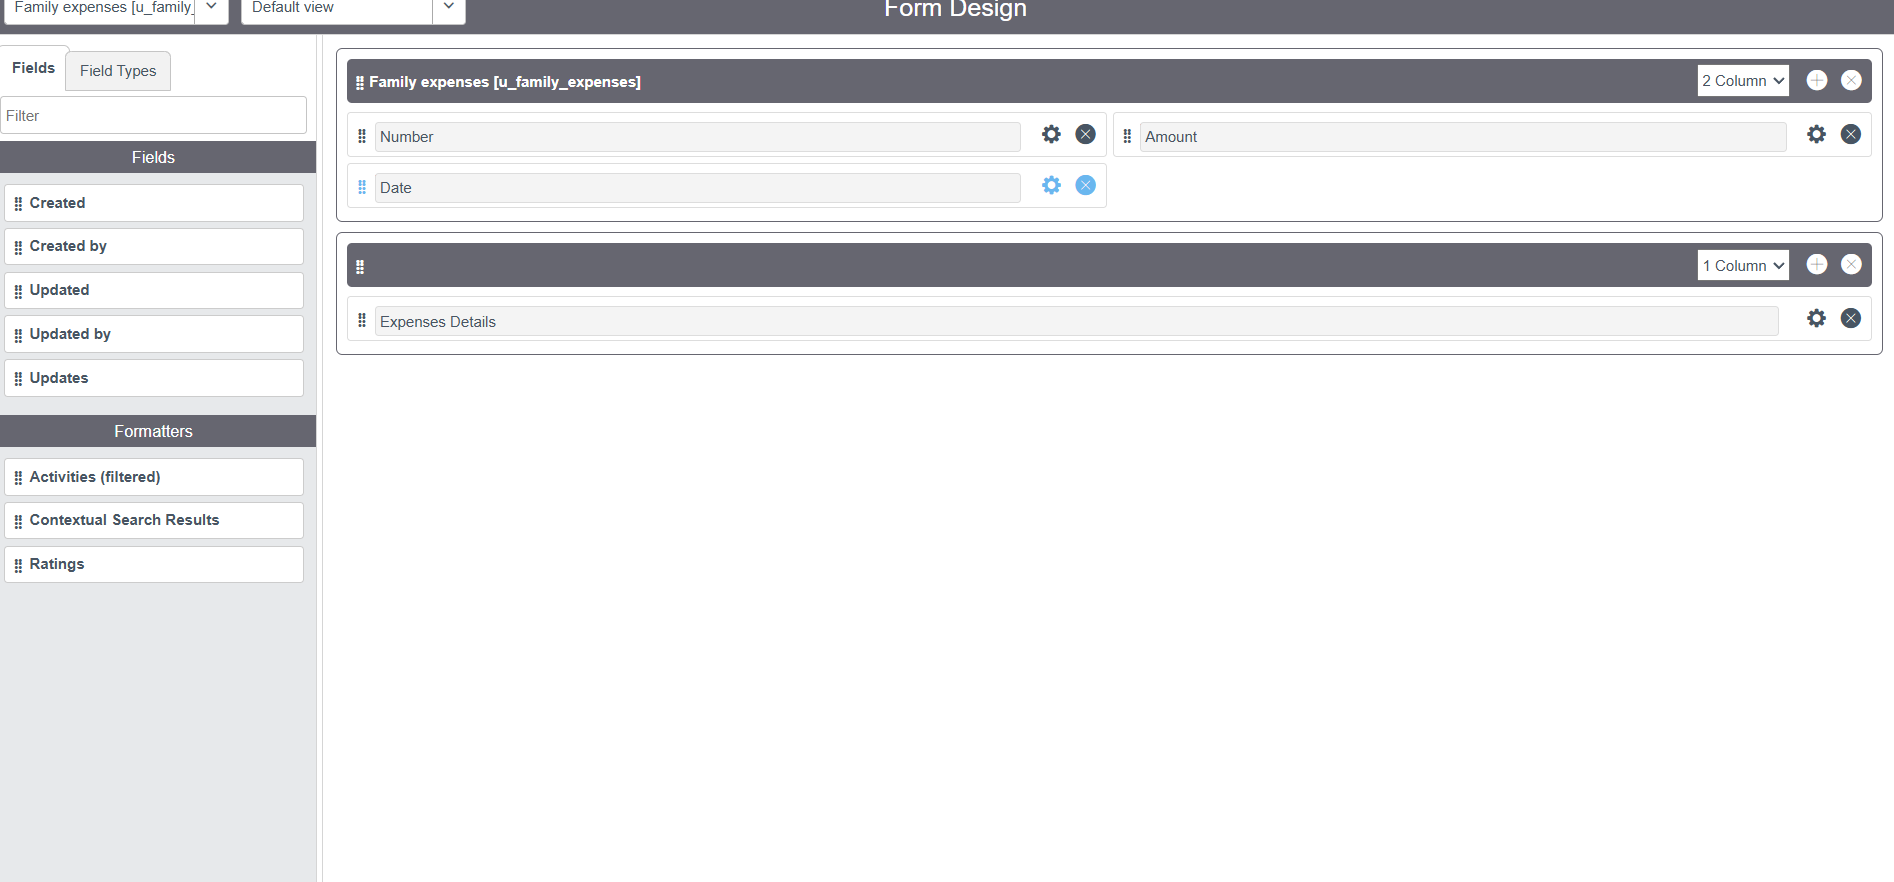 Family expenses [u_family_
Default view
Form Design
Fields
Field Types
Filter
Fields
Created
Created by
Updated
Updated by
Updates
Formatters
Activities (filtered)
Contextual Search Results
Ratings
Family expenses [u_family_expenses]
2 Column
Number
Amount
Date
1 Column
Expenses Details